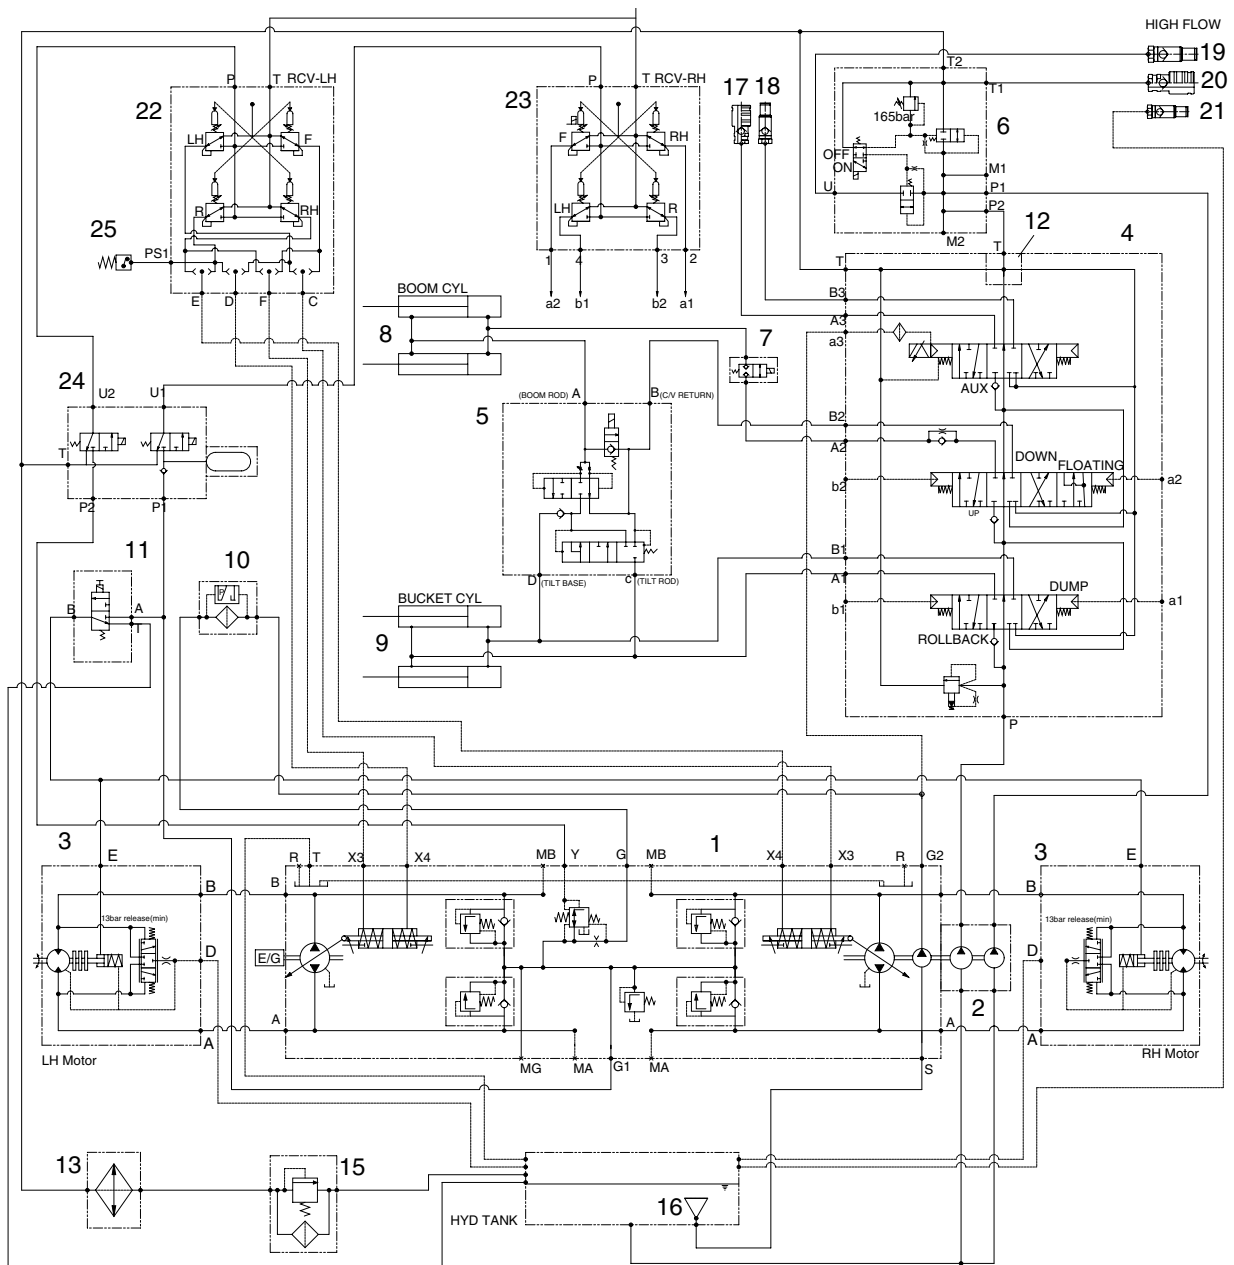 HIGH FLOW
19
20
21
P
T
RCV-LH
22
LH
F
R
RH
25
PS1
E
D
F
C
P
T RCV-RH
23
F
RH
LH
R
1
4
3
2
a2
b1
b2
a1
17
18
T2
T1
165bar
6
OFF
ON
M1
U
P1
P2
M2
12
4
T
T
B3
A3
a3
AUX
B2
A2
DOWN
FLOATING
b2
a2
UP
B1
A1
DUMP
b1
a1
ROLLBACK
P
BOOM CYL
8
7
(BOOM ROD) A
B (C/V RETURN)
5
D (TILT BASE)
C (TILT ROD)
24
U2
U1
T
P2
P1
11
B
A
T
10
P
BUCKET CYL
9
3
E
B
13bar release(min)
D
A
LH Motor
R
T
X3
X4
MB
Y
G
MB
1
X4
X3
R
G2
B
E/G
A
MG
MA
G1
MA
S
A
2
3
E
B
13bar release(min)
D
A
RH Motor
13
15
16
HYD TANK